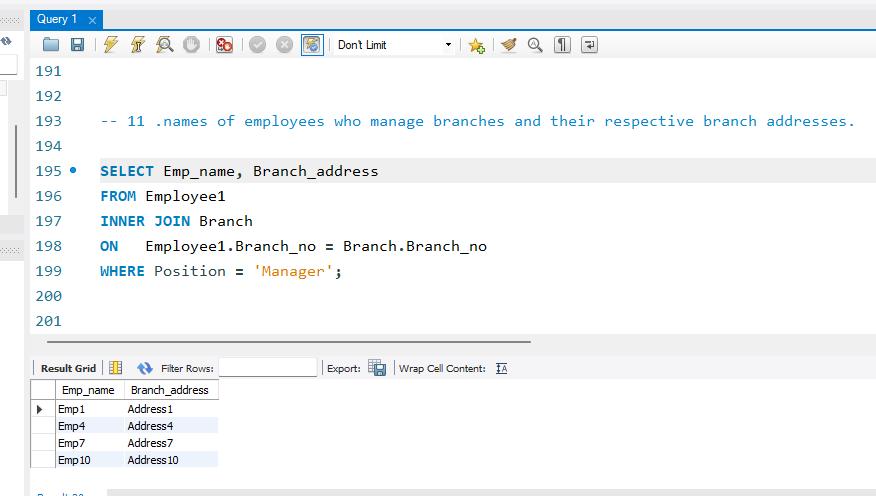 Query 1
Don't Limit
191
192
193 -- 11 .names of employees who manage branches and their respective branch addresses.
194
195 SELECT Emp_name, Branch_address
196 FROM Employee1
197 INNER JOIN Branch
198 ON Employee1.Branch_no = Branch.Branch_no
199 WHERE Position = 'Manager';
200
201
Result Grid Filter Rows: Export: Wrap Cell Content:
Emp_name Branch_address
Emp1 Address1
Emp4 Address4
Emp7 Address7
Emp10 Address10